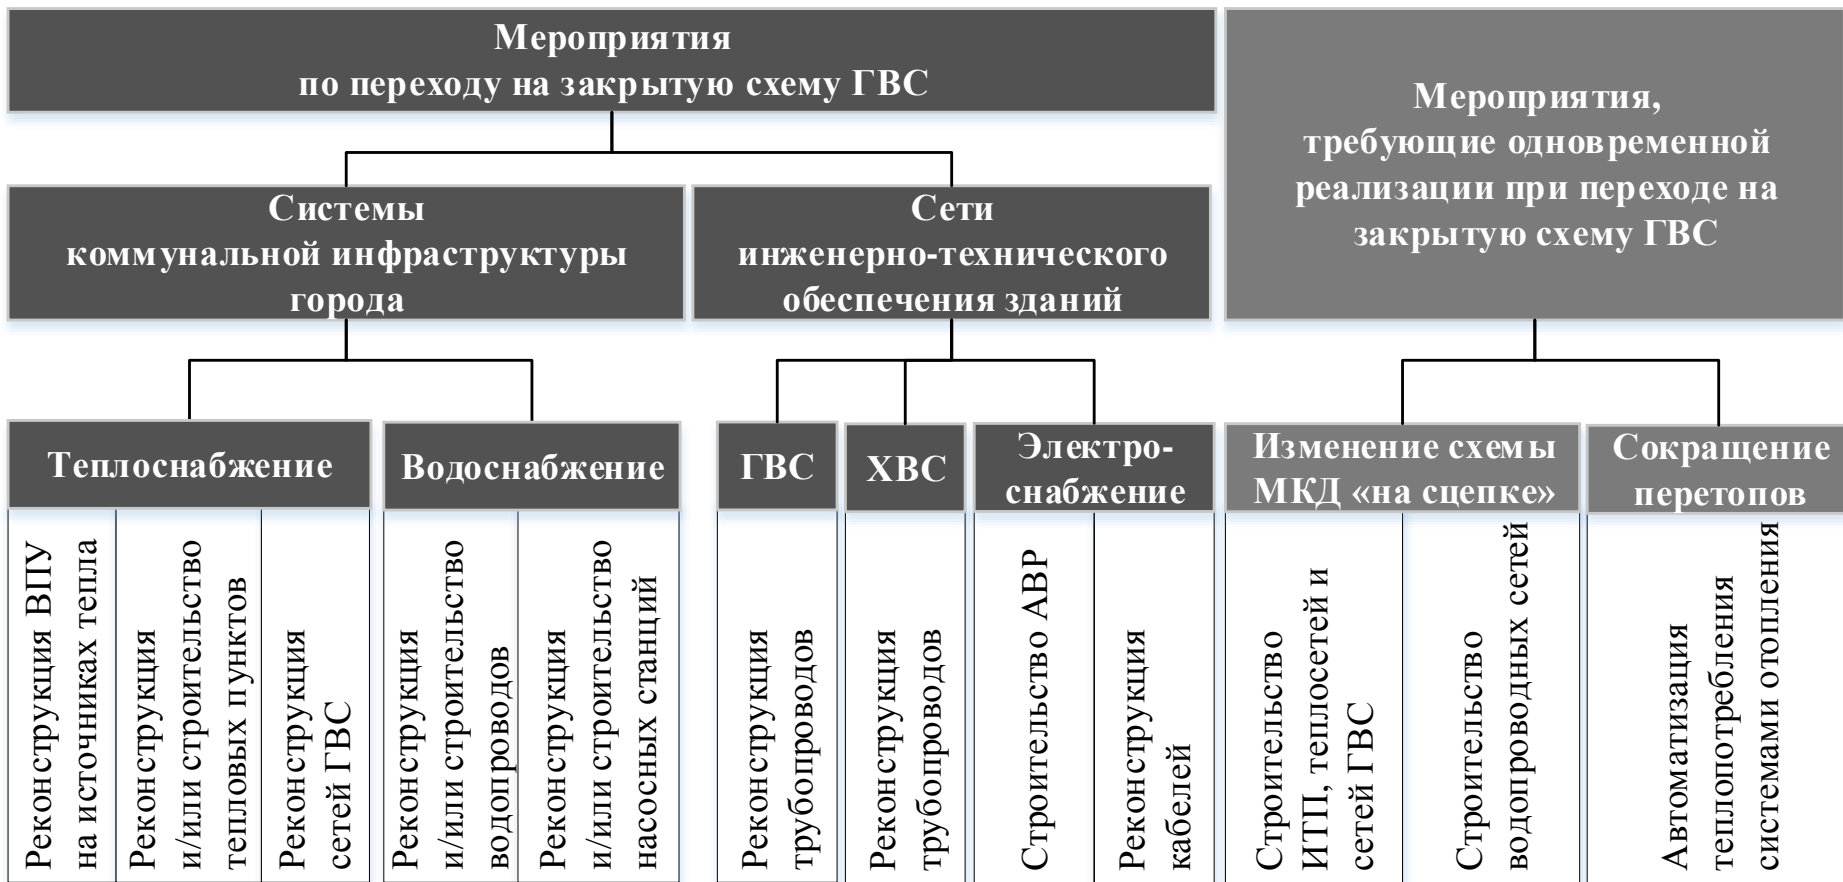 Мероприятия
по переходу на закрытую схему ГВС
Мероприятия,
требующие одновременной
реализации при переходе на
закрытую схему ГВС
Системы
коммунальной инфраструктуры
города
Сети
инженерно-технического
обеспечения зданий
Теплоснабжение
Водоснабжение
ГВС
ХВС
Электро-
снабжение
Изменение схемы
МКД «на сцепке»
Сокращение
перетопов
Реконструкция ВПУ
на источниках тепла
Реконструкция
и/или строительство
тепловых пунктов
Реконструкция
сетей ГВС
Реконструкция
и/или строительство
водопроводов
Реконструкция
и/или строительство
насосных станций
Реконструкция
трубопроводов
Реконструкция
трубопроводов
Строительство АВР
Реконструкция
кабелей
Строительство
ИТП, теплосетей и
сетей ГВС
Строительство
водопроводных сетей
Автоматизация
теплопотребления
системами отопления